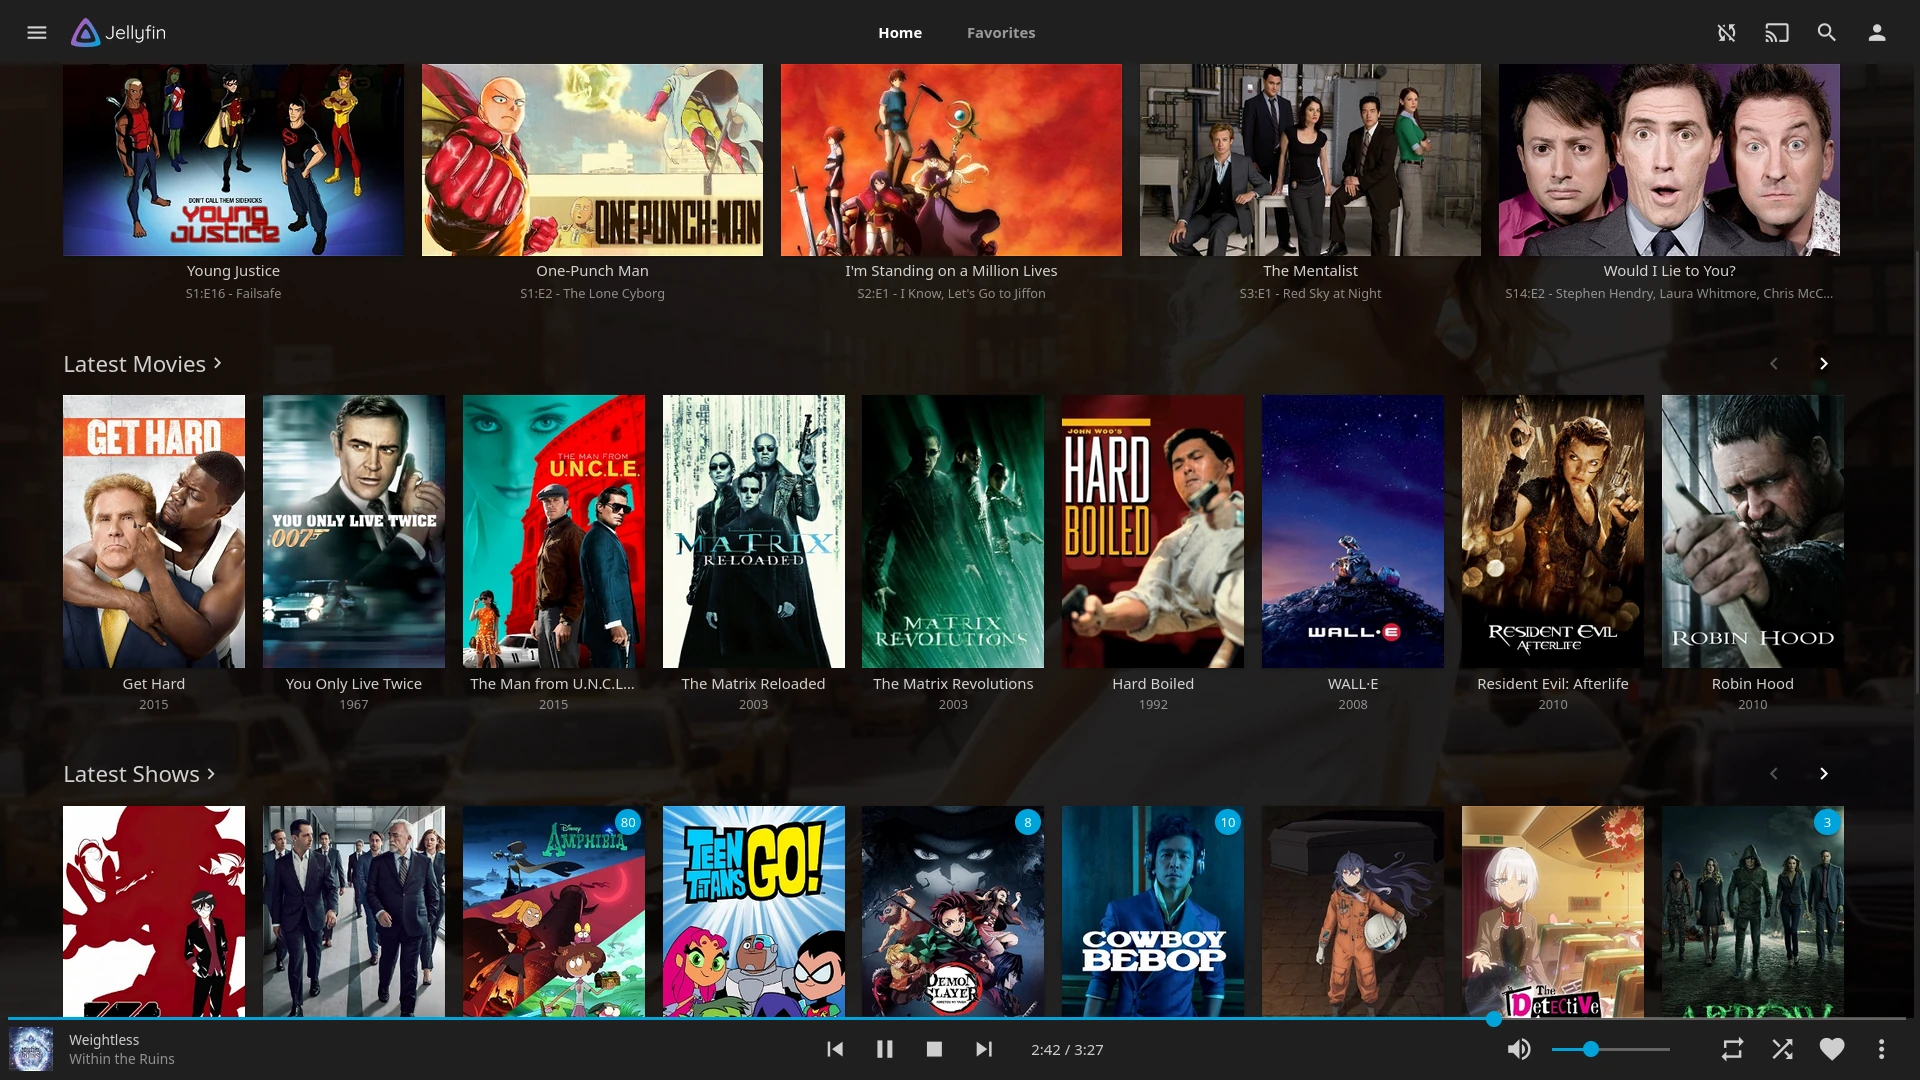 Jellyfin
Home
Favorites
DON'T CALL THEM SIDEKICKS
YOUNG
JUSTICE
ONE PUNCH-MAN
Young Justice
S1:E16 - Failsafe
One-Punch Man
S1:E2 - The Lone Cyborg
I'm Standing on a Million Lives
S2:E1 - I Know, Let's Go to Jiffon
The Mentalist
S3:E1 - Red Sky at Night
Would I Lie to You?
S14:E2 - Stephen Hendry, Laura Whitmore, Chris McC...
Latest Movies
GET HARD
YOU ONLY LIVE TWICE
007
THE MAN FROM
U.N.C.L.E.
MATRIX
RELOADED
MATRIX
REVOLUTIONS
JOHN WOO'S
HARD
BOILED
WALL·E
RESIDENT EVIL
AFTERLIFE
ROBIN HOOD
Get Hard
2015
You Only Live Twice
1967
The Man from U.N.C.L...
2015
The Matrix Reloaded
2003
The Matrix Revolutions
2003
Hard Boiled
1992
WALL·E
2008
Resident Evil: Afterlife
2010
Robin Hood
2010
Latest Shows
80
Disney
AMPHIBIA
TEEN
TITANS
GO!
8
DEMON
SLAYER
10
COWBOY
BEBOP
The
DETECTIVE
3
ARROW
Weightless
Within the Ruins
2:42 / 3:27